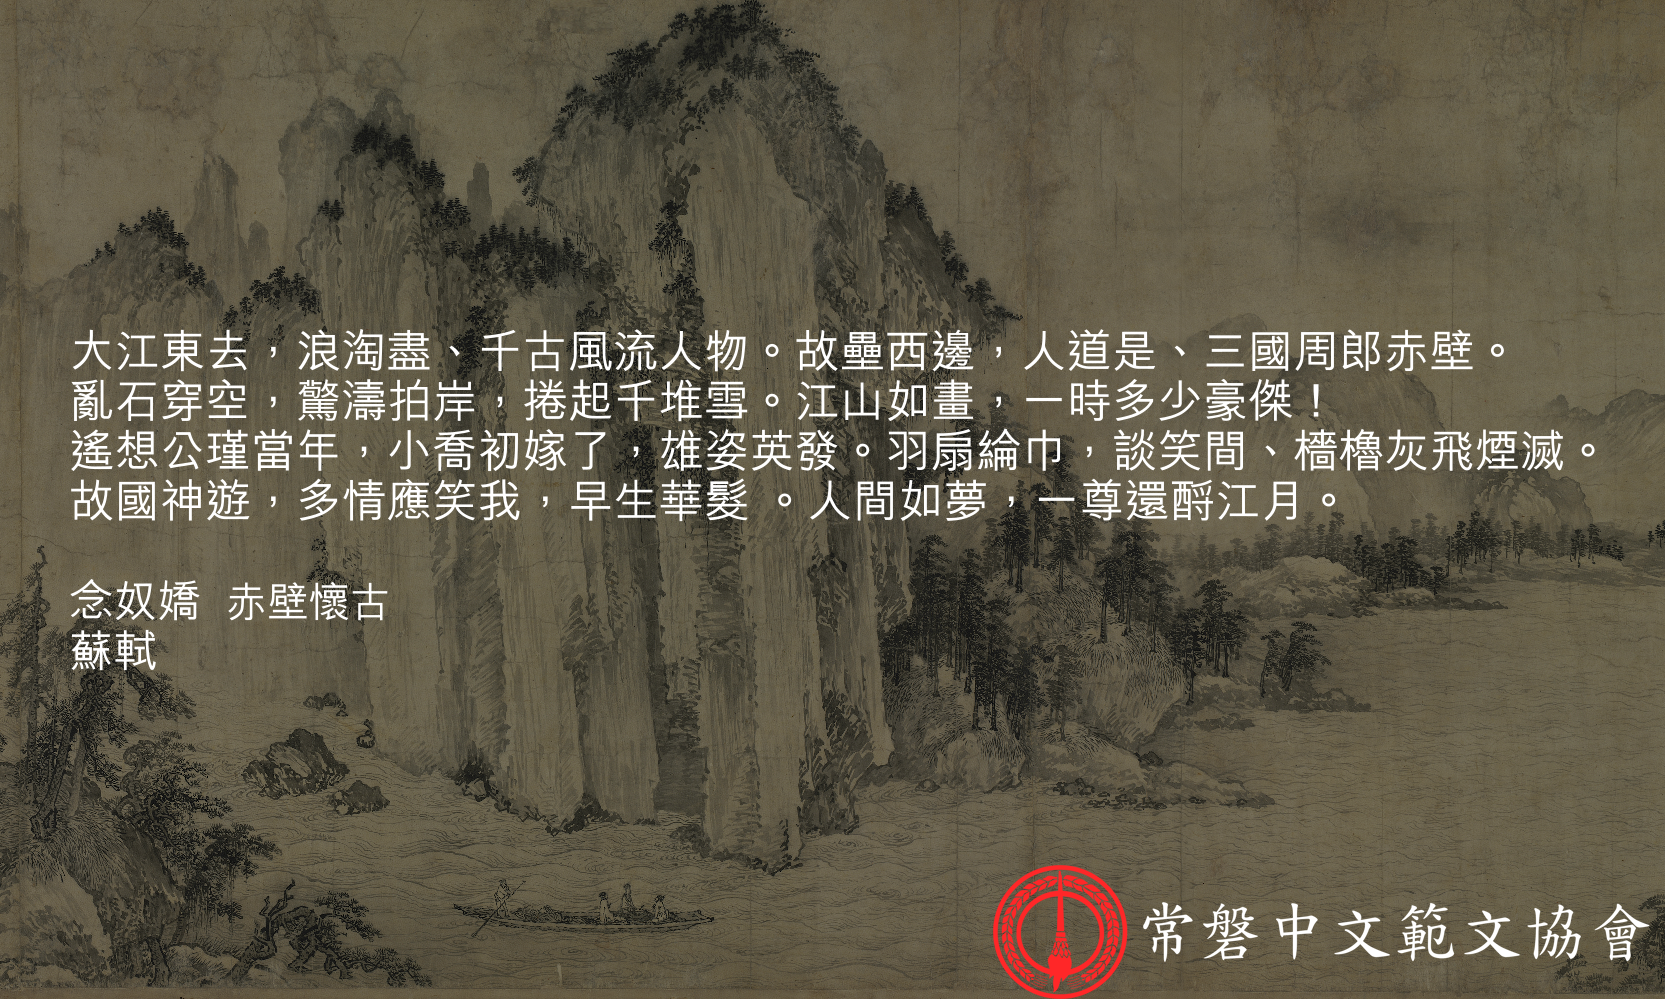 大江東去，浪淘盡、千古風流人物。故壘西邊，人道是、三國周郎赤壁。
亂石穿空，驚濤拍岸，捲起千堆雪。江山如畫，一時多少豪傑！
遙想公瑾當年，小喬初嫁了，雄姿英發。羽扇綸巾，談笑間、檣櫓灰飛煙滅。
故國神遊，多情應笑我，早生華髮 。人間如夢，一尊還酹江月。
念奴嬌 赤壁懷古
蘇軾
常磐中文範文協會